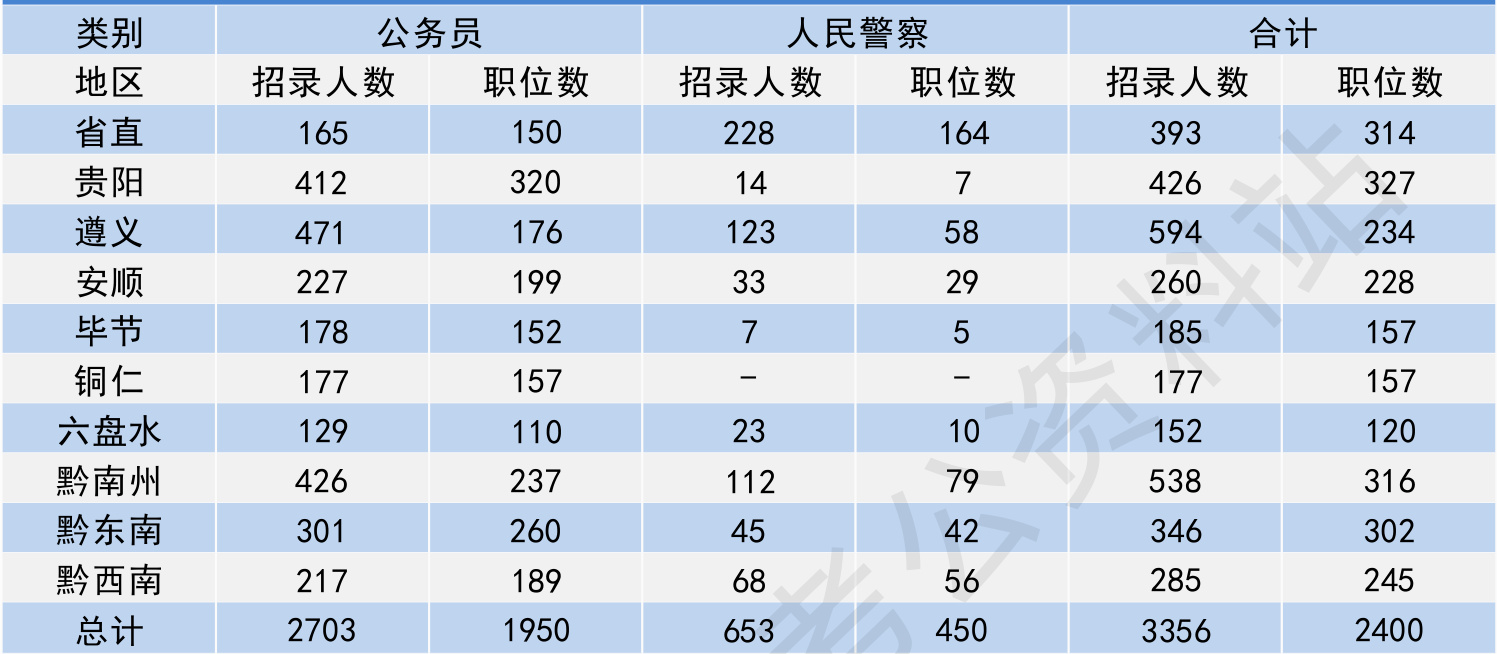 类别 公务员 人民警察 合计
地区 招录人数 职位数 招录人数 职位数 招录人数 职位数
省直 165 150 228 164 393 314
贵阳 412 320 14 7 426 327
遵义 471 176 123 58 594 234
安顺 227 199 33 29 260 228
毕节 178 152 7 5 185 157
铜仁 177 157 - - 177 157
六盘水 129 110 23 10 152 120
黔南州 426 237 112 79 538 316
黔东南 301 260 45 42 346 302
黔西南 217 189 68 56 285 245
总计 2703 1950 653 450 3356 2400
考公资料站